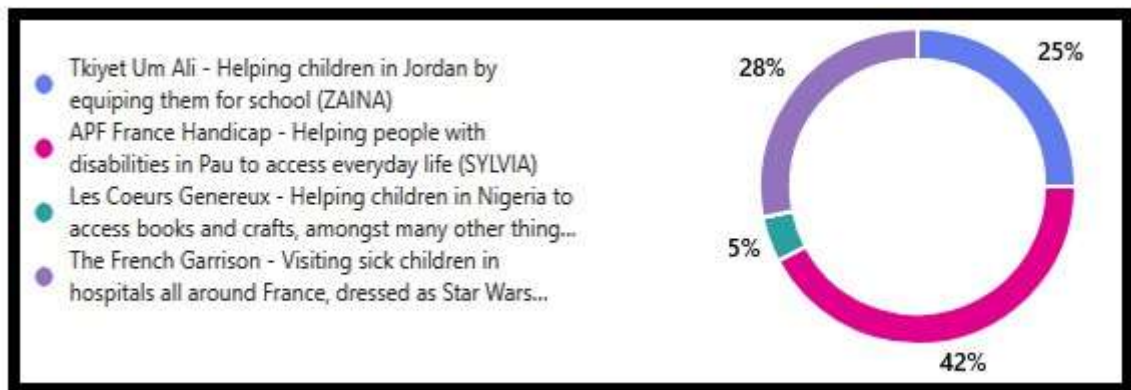 Tkiyet Um Ali - Helping children in Jordan by
equiping them for school (ZAINA)
APF France Handicap - Helping people with
disabilities in Pau to access everyday life (SYLVIA)
Les Coeurs Genereux - Helping children in Nigeria to
access books and crafts, amongst many other thing...
The French Garrison - Visiting sick children in
hospitals all around France, dressed as Star Wars...
28%
25%
5%
42%